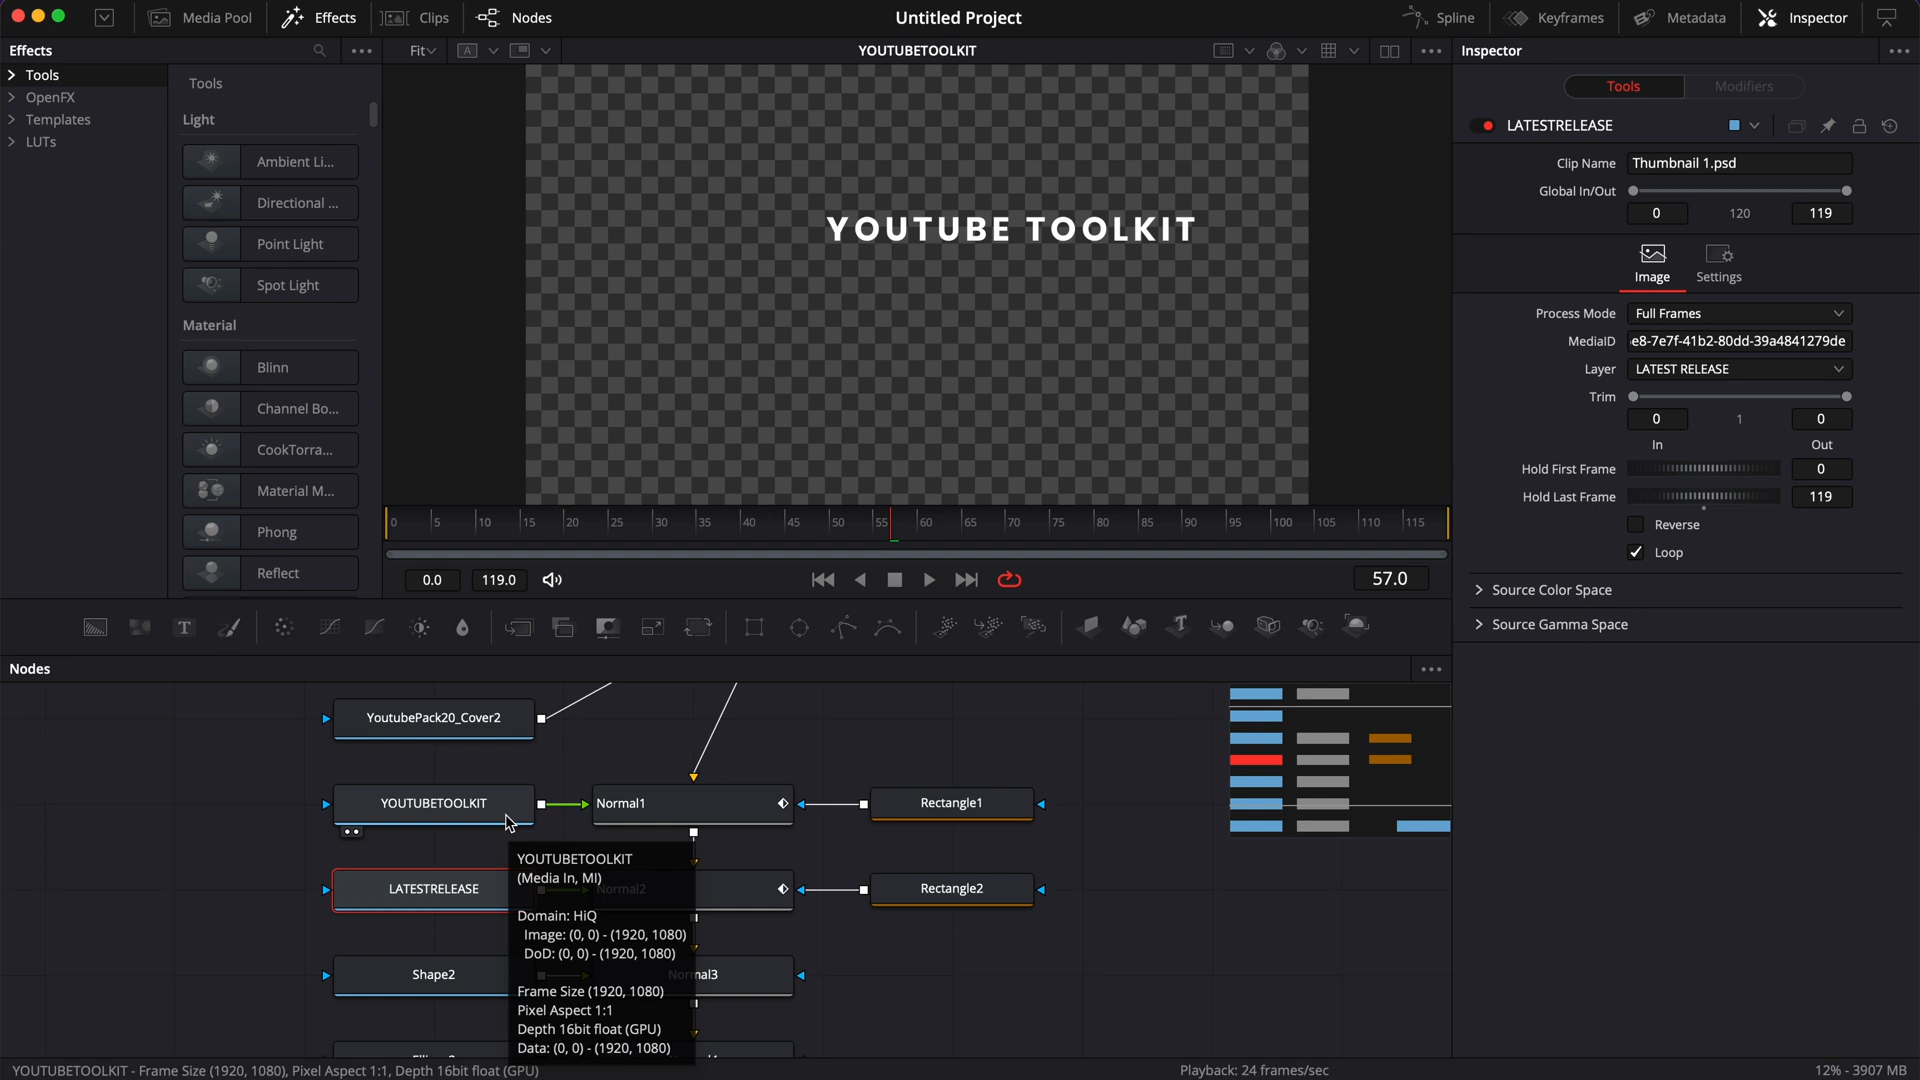 Media Pool
Effects
Clips
Nodes
Untitled Project
Spline
Keyframes
Metadata
Inspector
Effects
Fit
A
YOUTUBETOOLKIT
Inspector
Tools
OpenFX
Templates
LUTs
Tools
Light
Ambient Li...
Directional ...
Point Light
Spot Light
Material
Blinn
Channel Bo...
CookTorra...
Material M...
Phong
Reflect
YOUTUBE TOOLKIT
0 5 10 15 20 25 30 35 40 45 50 55 60 65 70 75 80 85 90 95 100 105 110 115
0.0
119.0
57.0
Tools
Modifiers
LATESTRELEASE
Clip Name Thumbnail 1.psd
Global In/Out
0 120 119
Image
Settings
Process Mode Full Frames
MediaID e8-7e7f-41b2-80dd-39a4841279de
Layer LATEST RELEASE
Trim
0 1 0
In Out
Hold First Frame 0
Hold Last Frame 119
Reverse
Loop
Source Color Space
Source Gamma Space
T
Nodes
YoutubePack20_Cover2
YOUTUBETOOLKIT
Normal1
Rectangle1
LATESTRELEASE
Normal2
Rectangle2
Shape2
Normal3
YOUTUBETOOLKIT
(Media In, MI)
Domain: HiQ
Image: (0, 0) - (1920, 1080)
DoD: (0, 0) - (1920, 1080)
Frame Size (1920, 1080)
Pixel Aspect 1:1
Depth 16bit float (GPU)
Data: (0, 0) - (1920, 1080)
YOUTUBETOOLKIT - Frame Size (1920, 1080), Pixel Aspect 1:1, Depth 16bit float (GPU)
Playback: 24 frames/sec
12% - 3907 MB